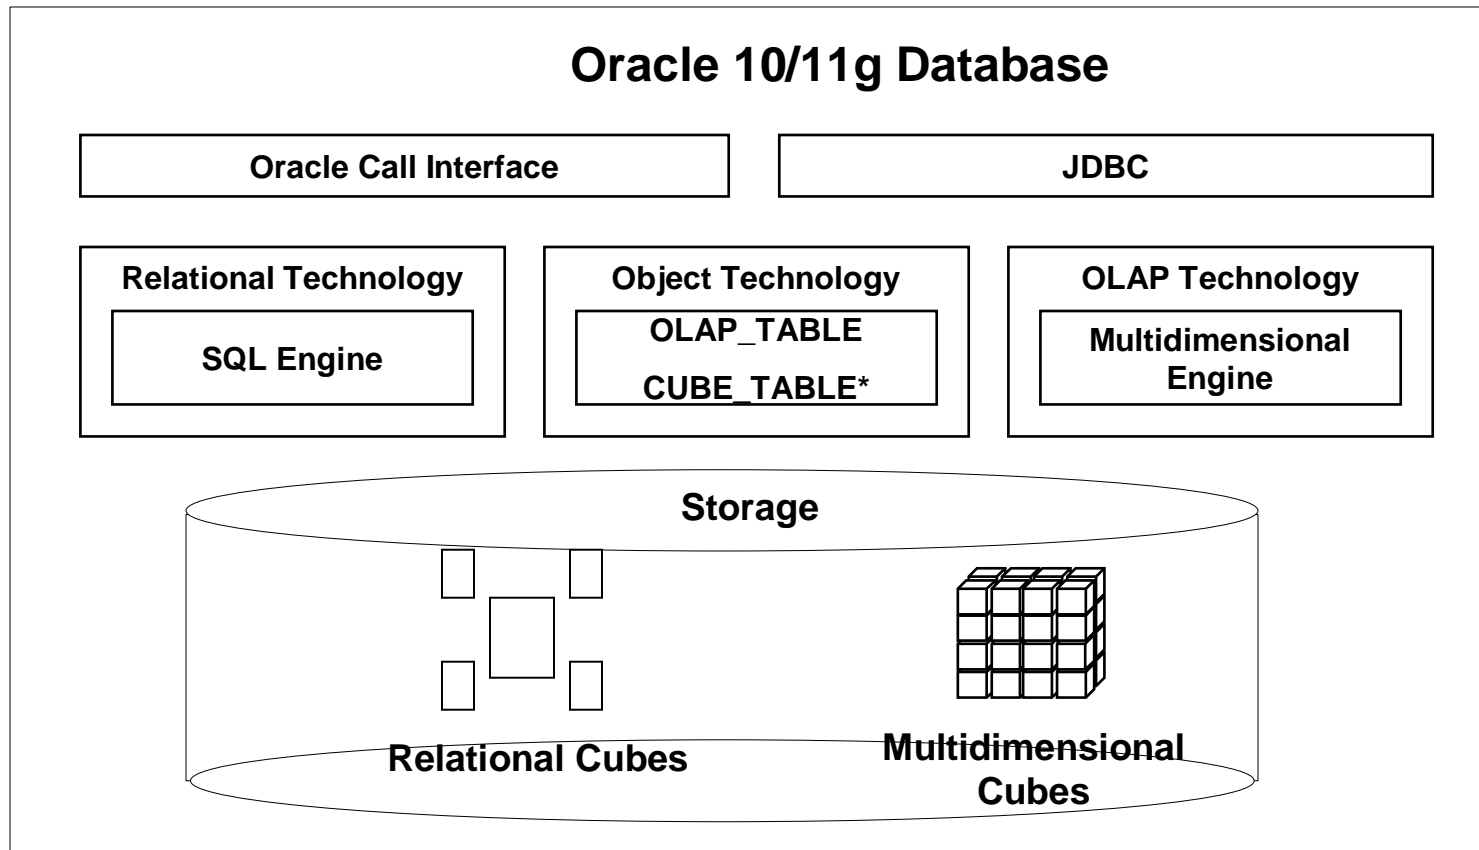 Oracle 10/11g Database
Oracle Call Interface
JDBC
Relational Technology
SQL Engine
Object Technology
OLAP_TABLE
CUBE_TABLE*
OLAP Technology
Multidimensional
Engine
Storage
Relational Cubes
Multidimensional
Cubes